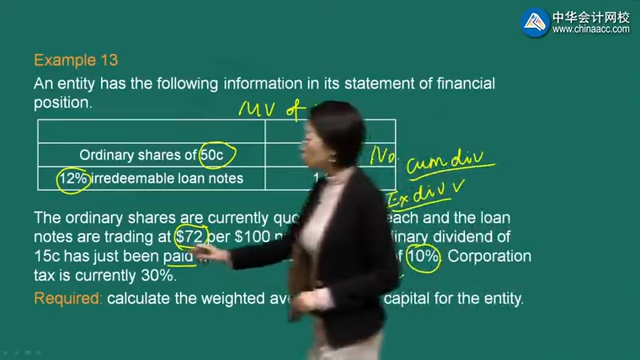 中华会计网校
www.chinaacc.com
Example 13
An entity has the following information in its statement of financial
position.
MV of
Ordinary shares of 50c
No.
cum div
12% irredeemable loan notes
1
Ex div √
The ordinary shares are currently quo each and the loan
notes are trading at $72 per $100 dinary dividend of
15c has just been paid of 10%. Corporation
tax is currently 30%.
Required: calculate the weighted ave capital for the entity.